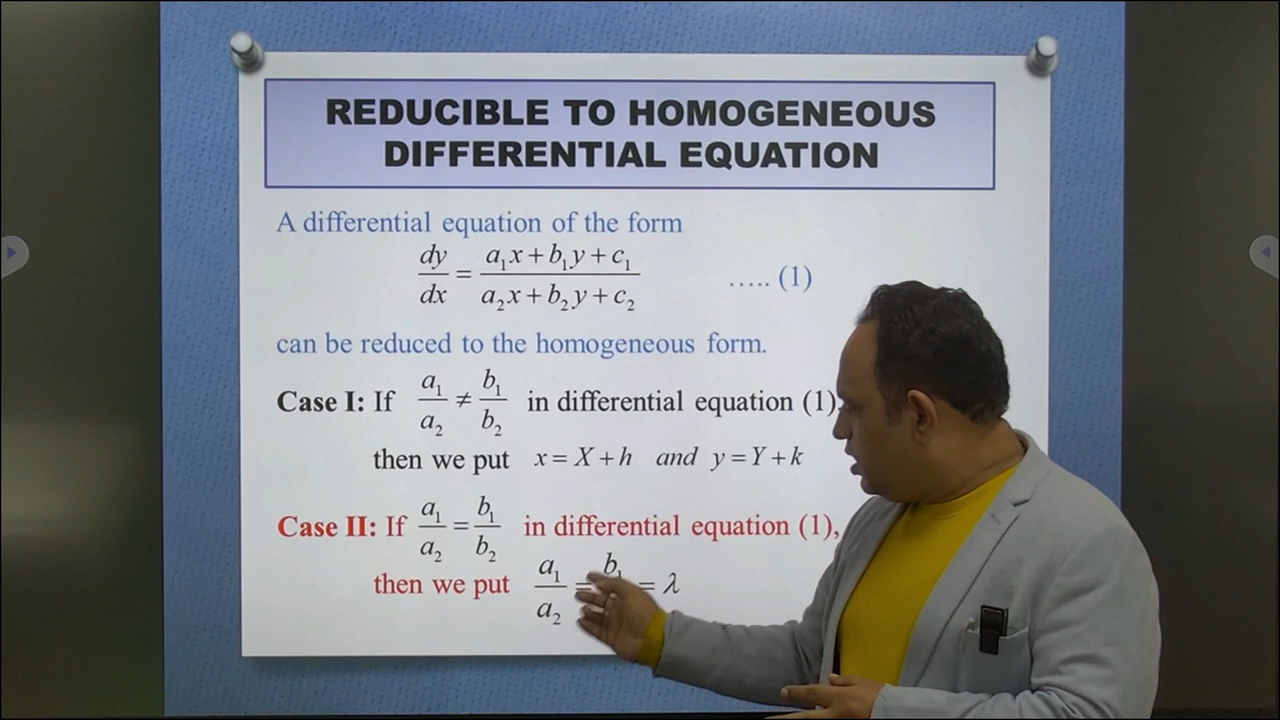 REDUCIBLE TO HOMOGENEOUS
DIFFERENTIAL EQUATION
A differential equation of the form
dy/dx = (a₁x + b₁y + c₁)/(a₂x + b₂y + c₂) ..... (1)
can be reduced to the homogeneous form.
Case I: If a₁/a₂ ≠ b₁/b₂ in differential equation (1),
then we put x = X + h and y = Y + k
Case II: If a₁/a₂ = b₁/b₂ in differential equation (1),
then we put a₁/a₂ = b₁ = λ